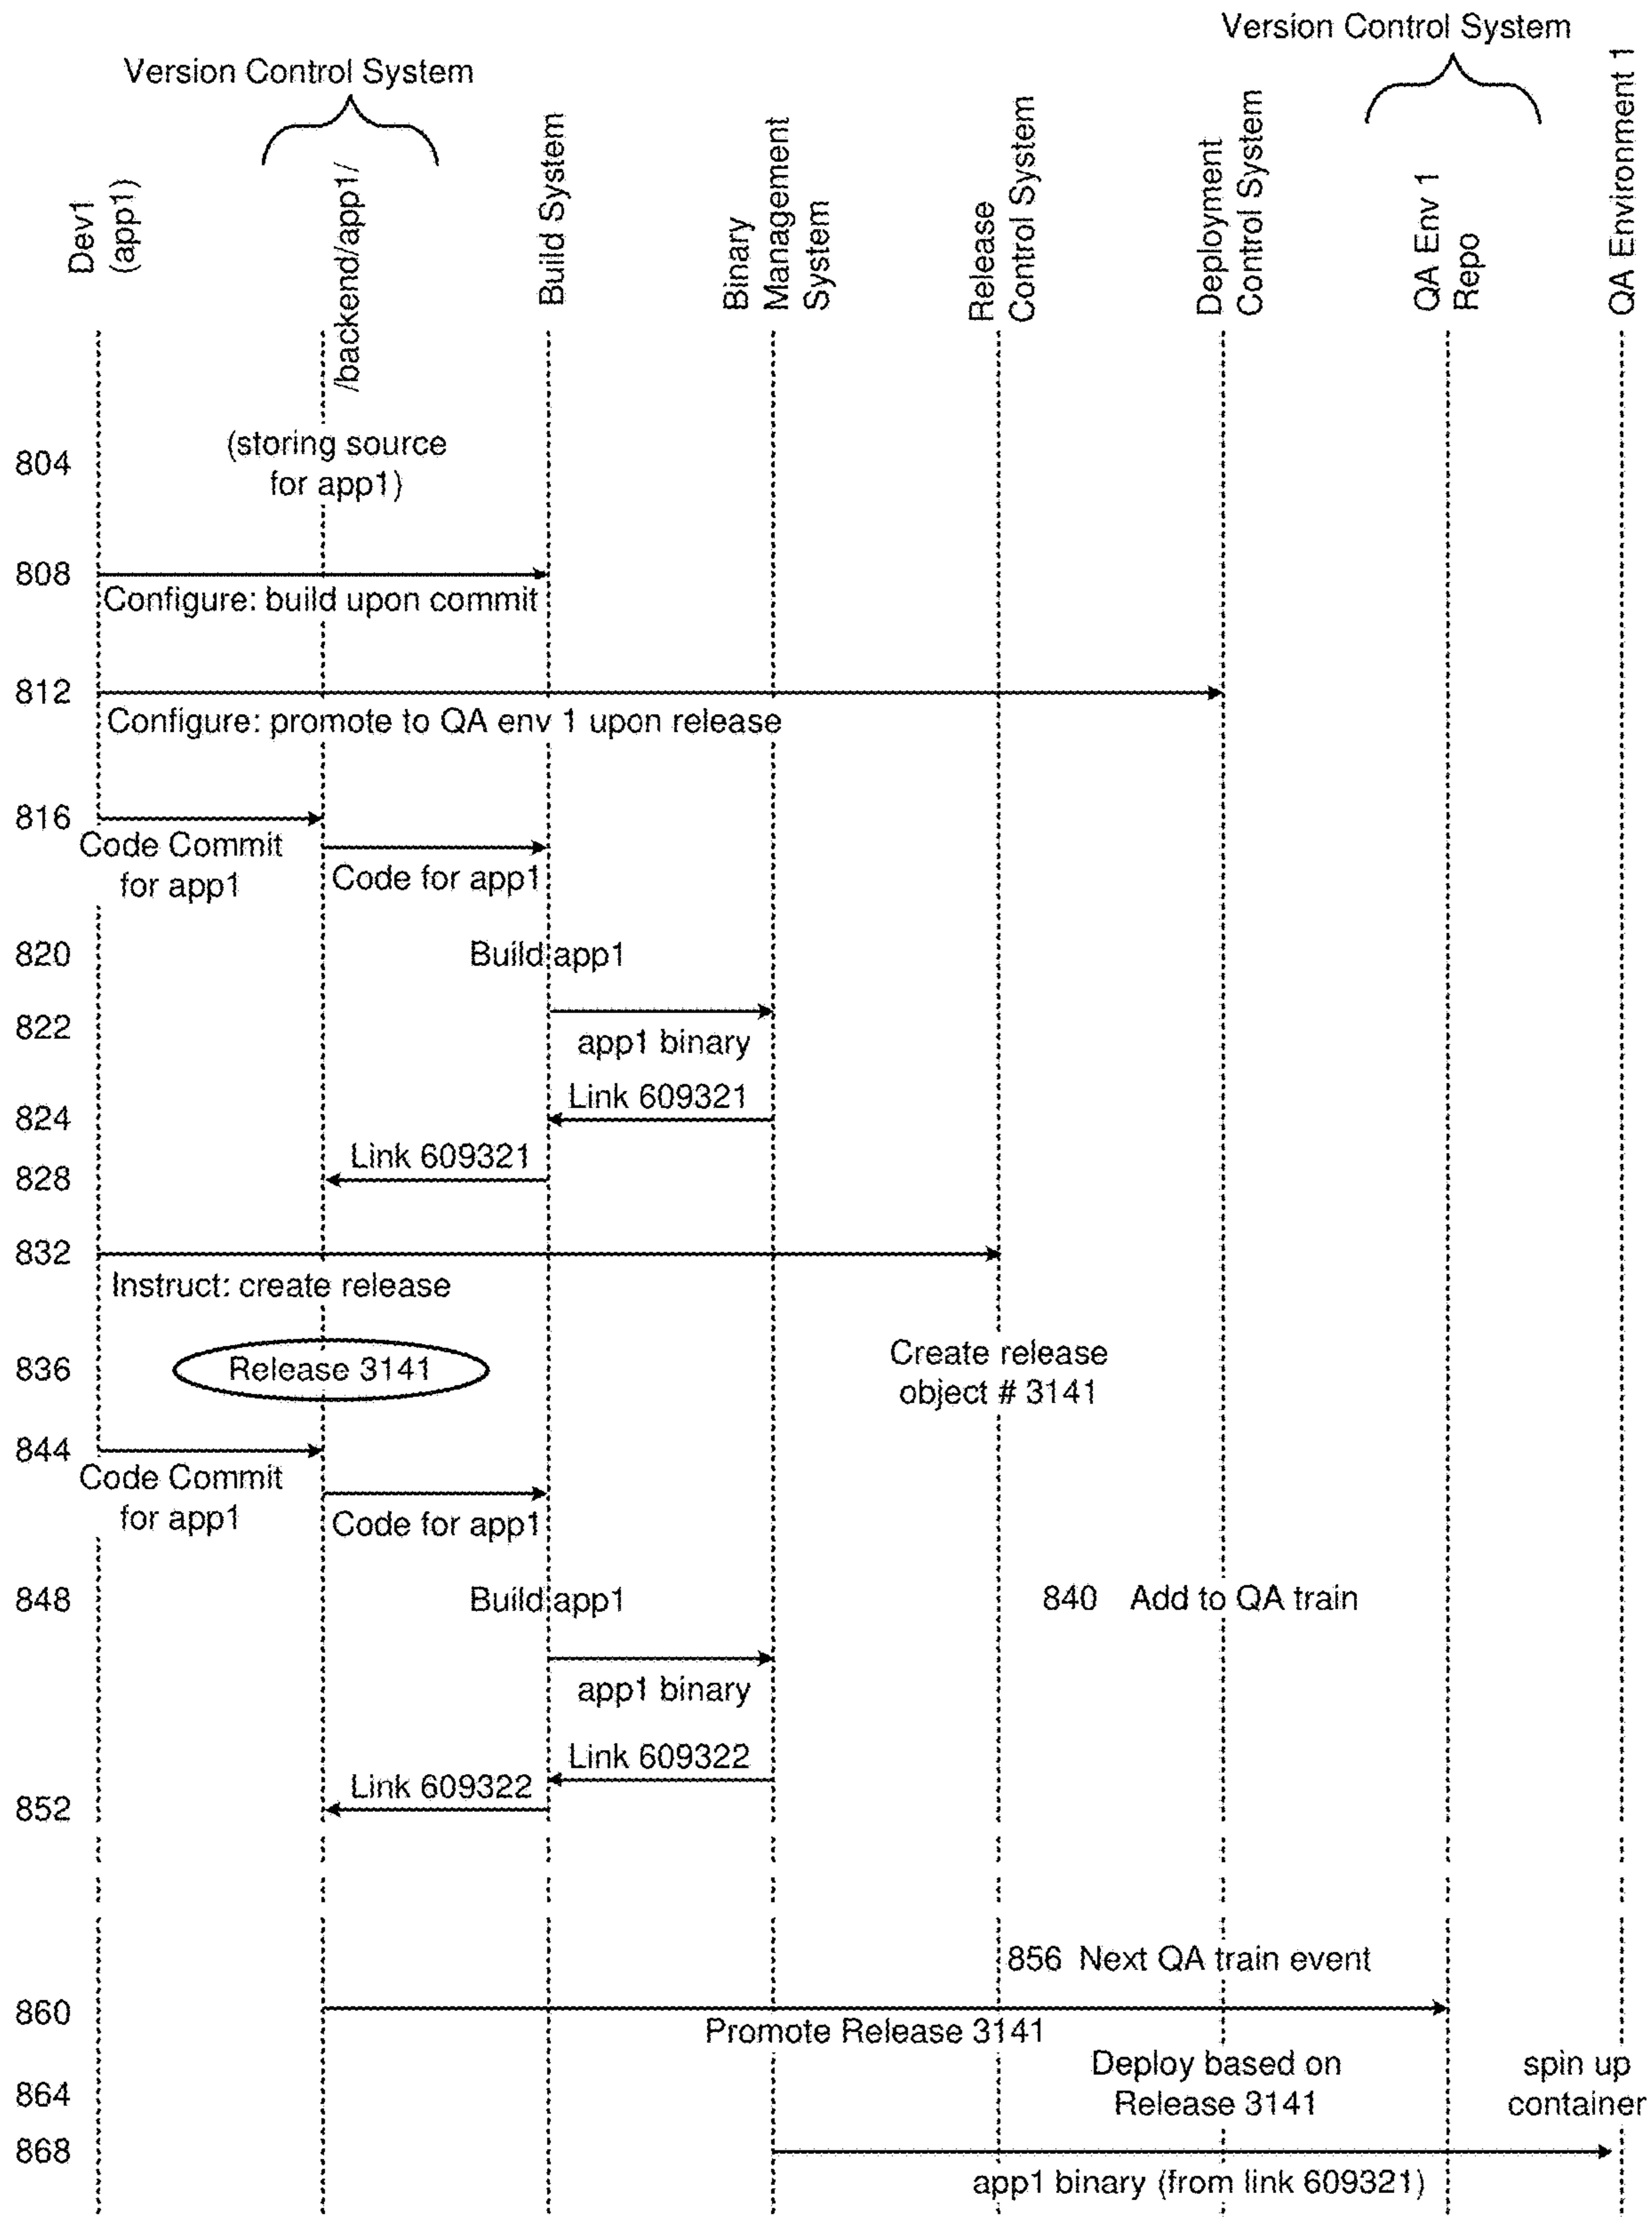 Version Control System
Version Control System
Dev1
(app1)
/backend/app1/
Build System
Binary
Management
System
Release
Control System
Deployment
Control System
QA Env 1
Repo
QA Environment 1
804
(storing source
for app1)
808
Configure: build upon commit
812
Configure: promote to QA env 1 upon release
816
Code Commit
for app1
Code for app1
820
Build app1
822
app1 binary
Link 609321
824
Link 609321
828
832
Instruct: create release
836
Release 3141
Create release
object # 3141
844
Code Commit
for app1
Code for app1
848
Build app1
840 Add to QA train
app1 binary
Link 609322
Link 609322
852
856 Next QA train event
860
Promote Release 3141
864
Deploy based on
Release 3141
spin up
container
868
app1 binary (from link 609321)